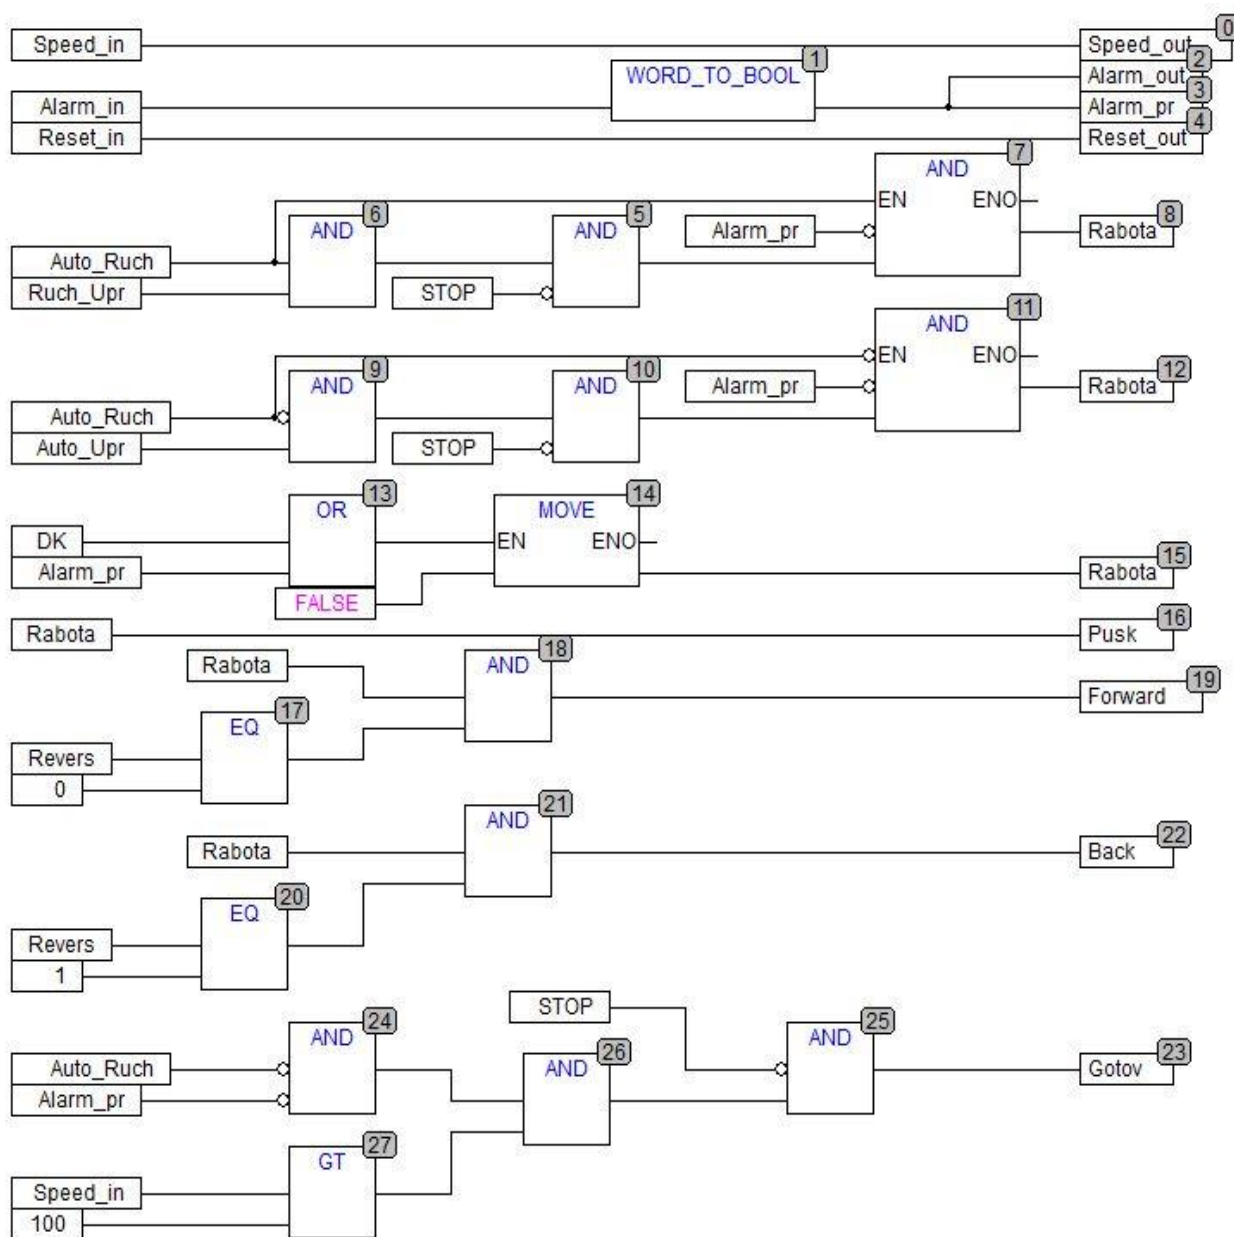 Speed_in
0
Speed_out
1
WORD_TO_BOOL
2
Alarm_out
Alarm_in
3
Alarm_pr
Reset_in
4
Reset_out
7
AND
EN ENO
6
AND
5
AND
Alarm_pr
8
Rabota
Auto_Ruch
Ruch_Upr
STOP
11
AND
EN ENO
9
AND
10
AND
Alarm_pr
12
Rabota
Auto_Ruch
Auto_Upr
STOP
13
OR
14
MOVE
EN ENO
DK
Alarm_pr
15
Rabota
FALSE
Rabota
16
Pusk
Rabota
18
AND
19
Forward
17
EQ
Revers
0
21
AND
Rabota
22
Back
20
EQ
Revers
1
STOP
24
AND
25
AND
26
AND
23
Gotov
Auto_Ruch
Alarm_pr
27
GT
Speed_in
100